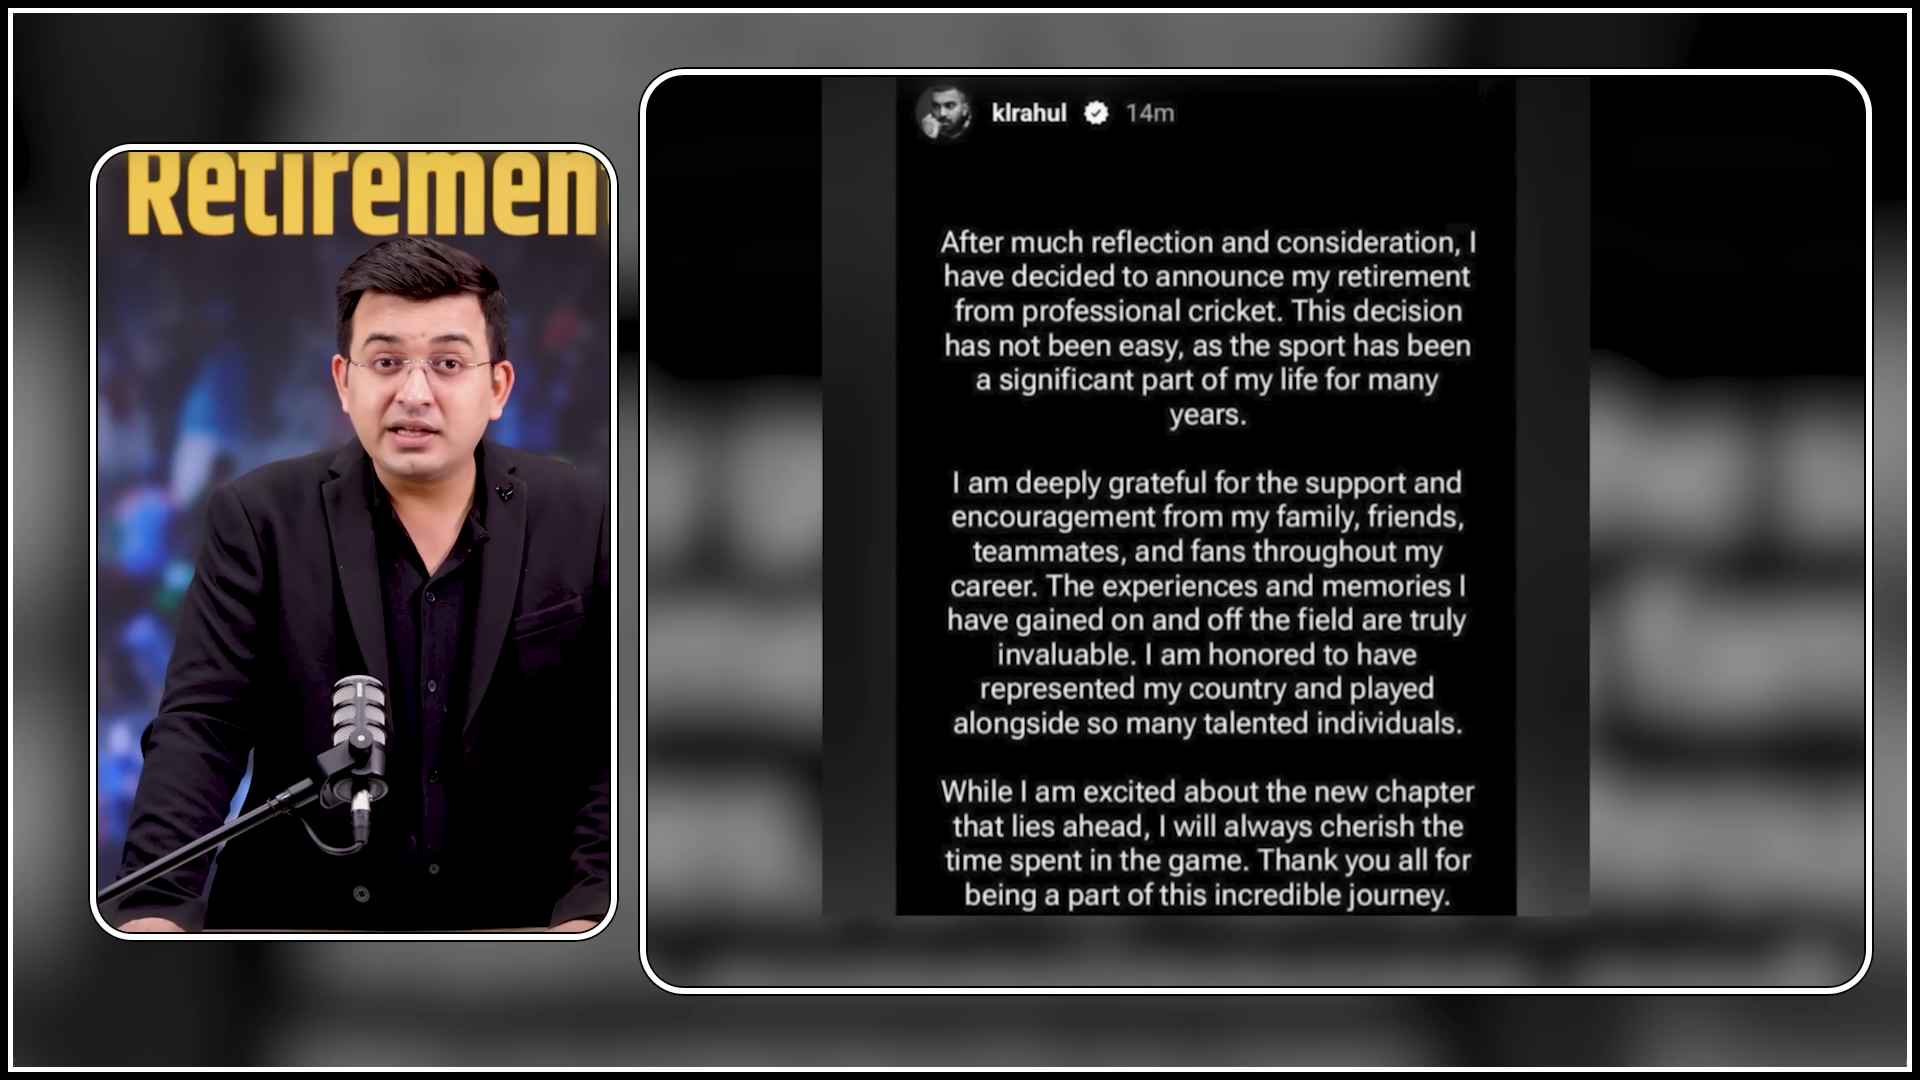 Retiremen
klrahul 14m
After much reflection and consideration, I
have decided to announce my retirement
from professional cricket. This decision
has not been easy, as the sport has been
a significant part of my life for many
years.
I am deeply grateful for the support and
encouragement from my family, friends,
teammates, and fans throughout my
career. The experiences and memories I
have gained on and off the field are truly
invaluable. I am honored to have
represented my country and played
alongside so many talented individuals.
While I am excited about the new chapter
that lies ahead, I will always cherish the
time spent in the game. Thank you all for
being a part of this incredible journey.